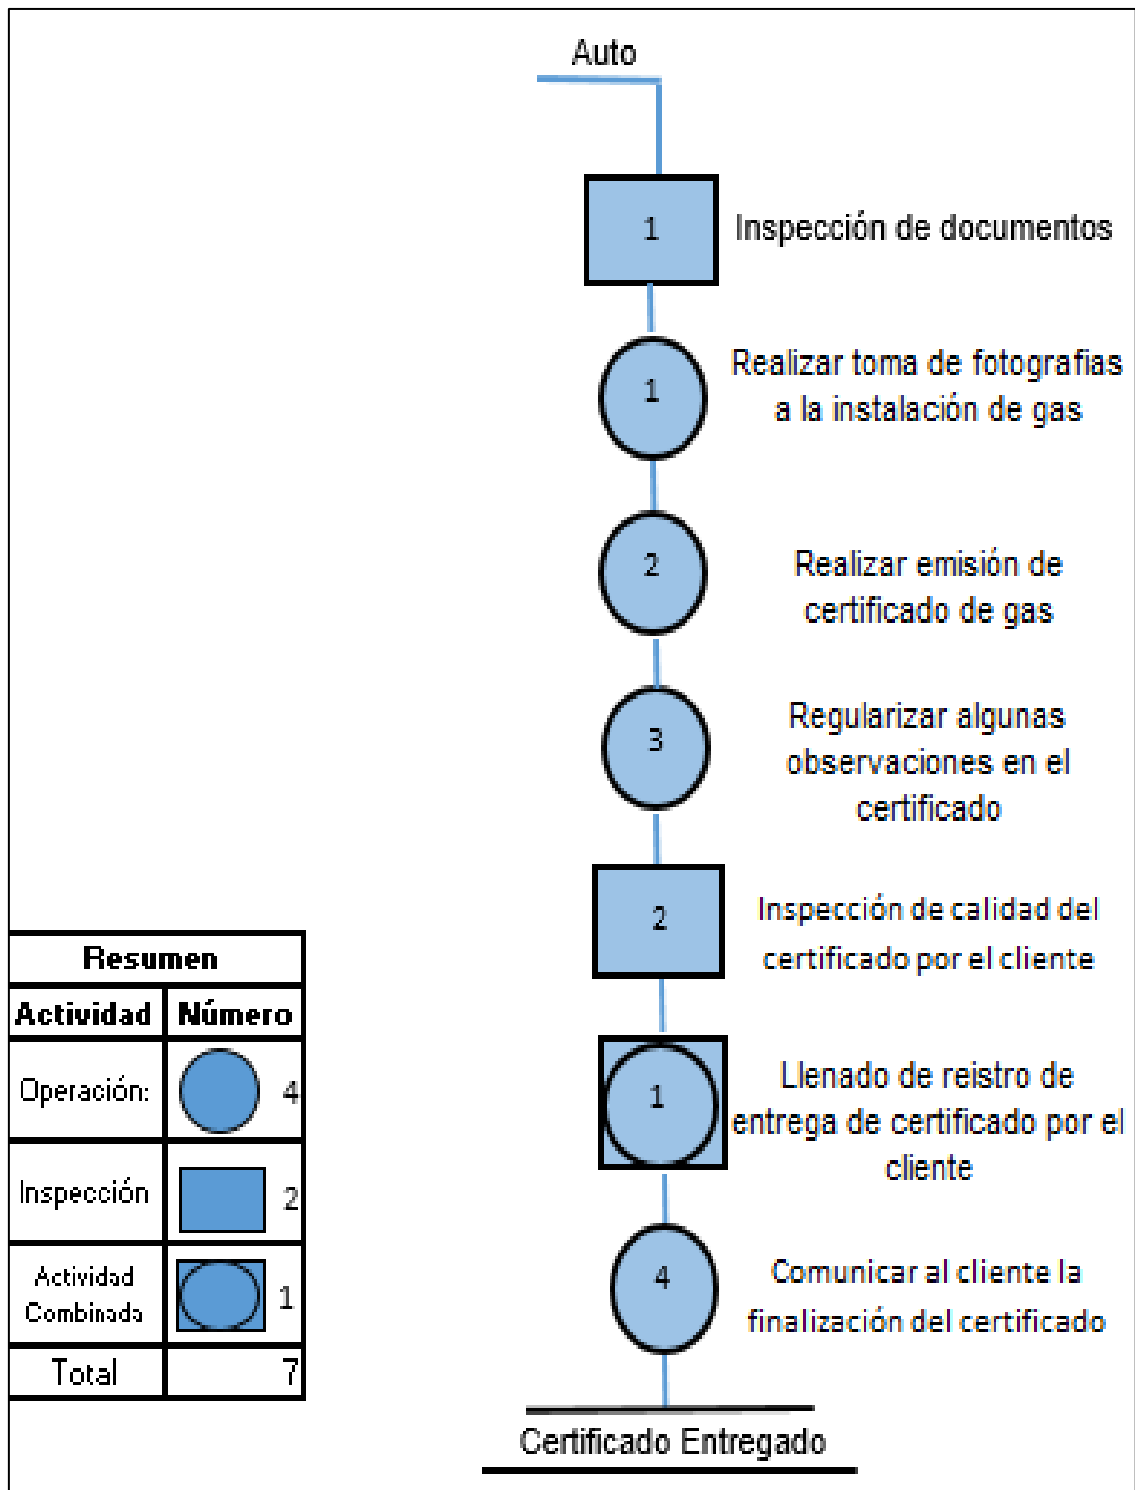 Auto
1
Inspección de documentos
1
Realizar toma de fotografias
a la instalación de gas
2
Realizar emisión de
certificado de gas
3
Regularizar algunas
observaciones en el
certificado
2
Inspección de calidad del
certificado por el cliente
1
Llenado de reistro de
entrega de certificado por el
cliente
4
Comunicar al cliente la
finalización del certificado
Certificado Entregado
Resumen
Actividad Número
Operación: 4
Inspección 2
Actividad
Combinada 1
Total 7